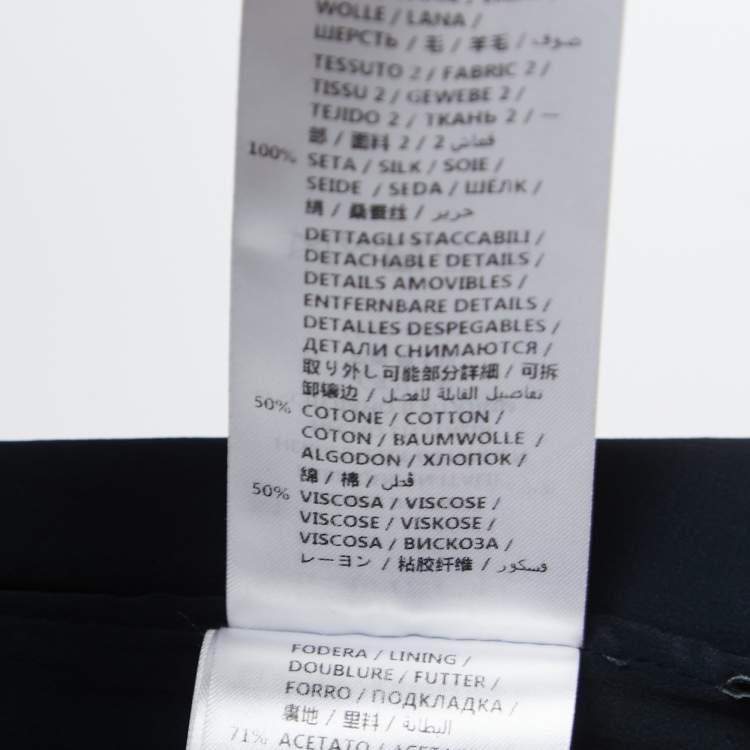 WOLLE / LANA /
ШЕРСТЬ / 毛 / 羊毛 / صوف
TESSUTO 2 / FABRIC 2 /
TISSU 2 / GEWEBE 2 /
TEJIDO 2 / ТКАНЬ 2 / 一
部 / 面料 2 / قماش 2
100% SETA / SILK / SOIE /
SEIDE / SEDA / ШЁЛК /
絹 / 桑蚕丝 / حرير
DETTAGLI STACCABILI /
DETACHABLE DETAILS /
DETAILS AMOVIBLES /
ENTFERNBARE DETAILS /
DETALLES DESPEGABLES /
ДЕТАЛИ СНИМАЮТСЯ /
取り外し可能部分詳細 / 可拆
卸镶边 / تفاصيل القابلة للفصل
50% COTONE / COTTON /
COTON / BAUMWOLLE /
ALGODON / ХЛОПОК /
綿 / 棉 / قطن
50% VISCOSA / VISCOSE /
VISCOSE / VISKOSE /
VISCOSA / ВИСКОЗА /
レーヨン / 粘胶纤维 / فسكوز
FODERA / LINING /
DOUBLURE / FUTTER /
FORRO / ПОДКЛАДКА /
裏地 / 里料 / البطانة
71% ACETATO /